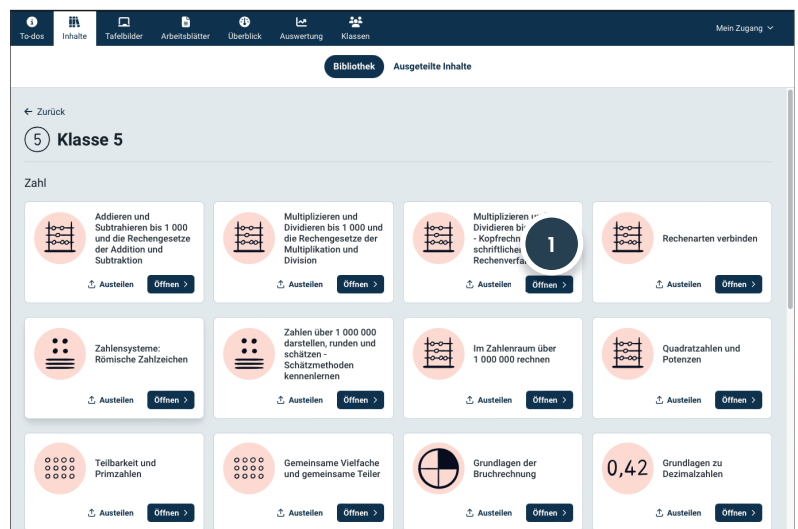 To-dos
Inhalte
Tafelbilder
Arbeitsblätter
Überblick
Auswertung
Klassen
Mein Zugang
Bibliothek
Ausgeteilte Inhalte
Zurück
5 Klasse 5
Zahl
Addieren und
Subtrahieren bis 1 000
und die Rechengesetze
der Addition und
Subtraktion
Austeilen
Öffnen
Multiplizieren und
Dividieren bis 1 000 und
die Rechengesetze der
Multiplikation und
Division
Austeilen
Öffnen
Multiplizieren
Dividieren
-
1
Austeilen
Öffnen
Rechenarten verbinden
Austeilen
Öffnen
Zahlensysteme:
Römische Zahlzeichen
Austeilen
Öffnen
Zahlen über 1 000 000
darstellen, runden und
schätzen -
Schätzmethoden
kennenlernen
Austeilen
Öffnen
Im Zahlenraum über
1 000 000 rechnen
Austeilen
Öffnen
Quadratzahlen und
Potenzen
Austeilen
Öffnen
Teilbarkeit und
Primzahlen
Austeilen
Öffnen
Gemeinsame Vielfache
und gemeinsame Teiler
Austeilen
Öffnen
Grundlagen der
Bruchrechnung
Austeilen
Öffnen
0,42
Grundlagen zu
Dezimalzahlen
Austeilen
Öffnen